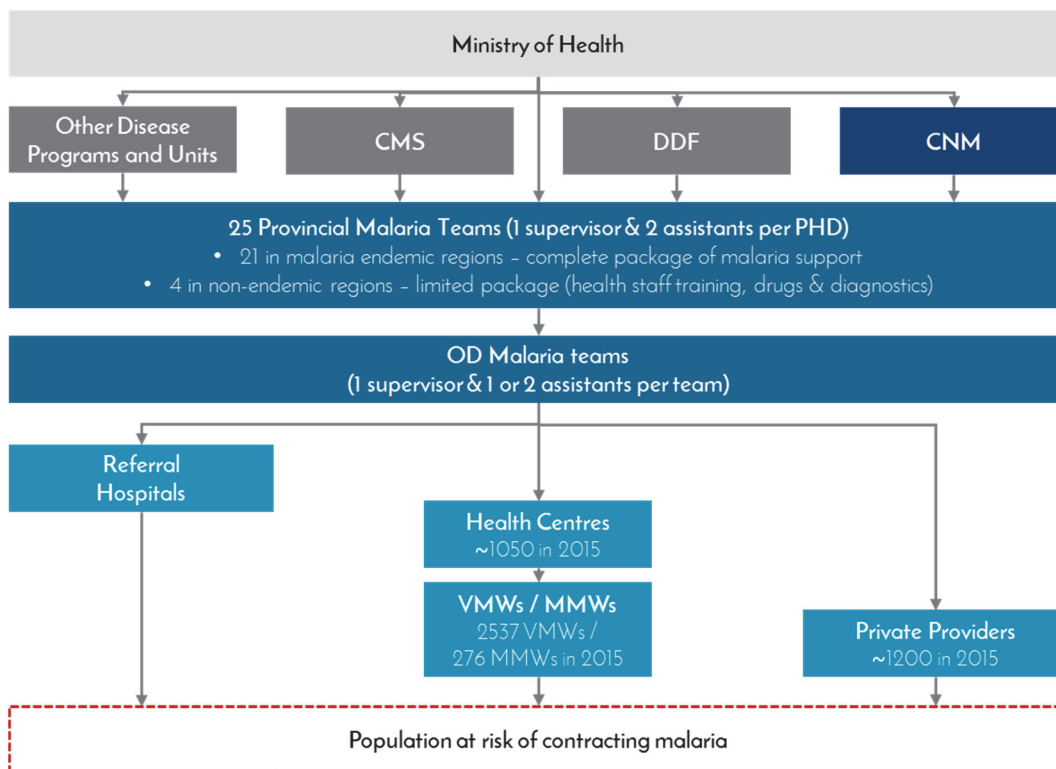 Ministry of Health
Other Disease
Programs and Units
CMS
DDF
CNM
25 Provincial Malaria Teams (1 supervisor & 2 assistants per PHD)
• 21 in malaria endemic regions – complete package of malaria support
• 4 in non-endemic regions – limited package (health staff training, drugs & diagnostics)
OD Malaria teams
(1 supervisor & 1 or 2 assistants per team)
Referral
Hospitals
Health Centres
~1050 in 2015
VMWs / MMWs
2537 VMWs /
276 MMWs in 2015
Private Providers
~1200 in 2015
Population at risk of contracting malaria